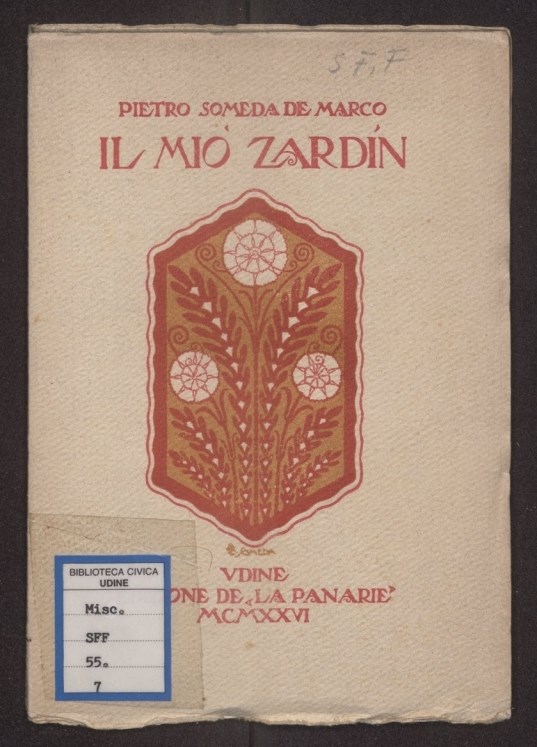 S F, F
PIETRO SOMEDA DE MARCO
IL MIÒ ZARDÍN
VDINE
ONE DE „LA PANARIE”
MCMXXVI
BIBLIOTECA CIVICA
UDINE
Misc.
SFF
55.
7